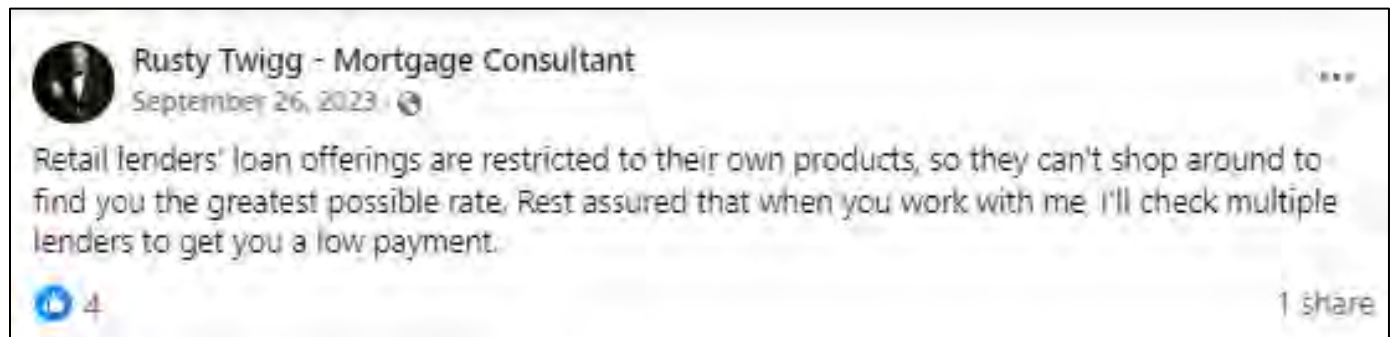 Rusty Twigg - Mortgage Consultant
September 26, 2023 ·
Retail lenders' loan offerings are restricted to their own products, so they can't shop around to
find you the greatest possible rate. Rest assured that when you work with me I'll check multiple
lenders to get you a low payment.
4
1 share